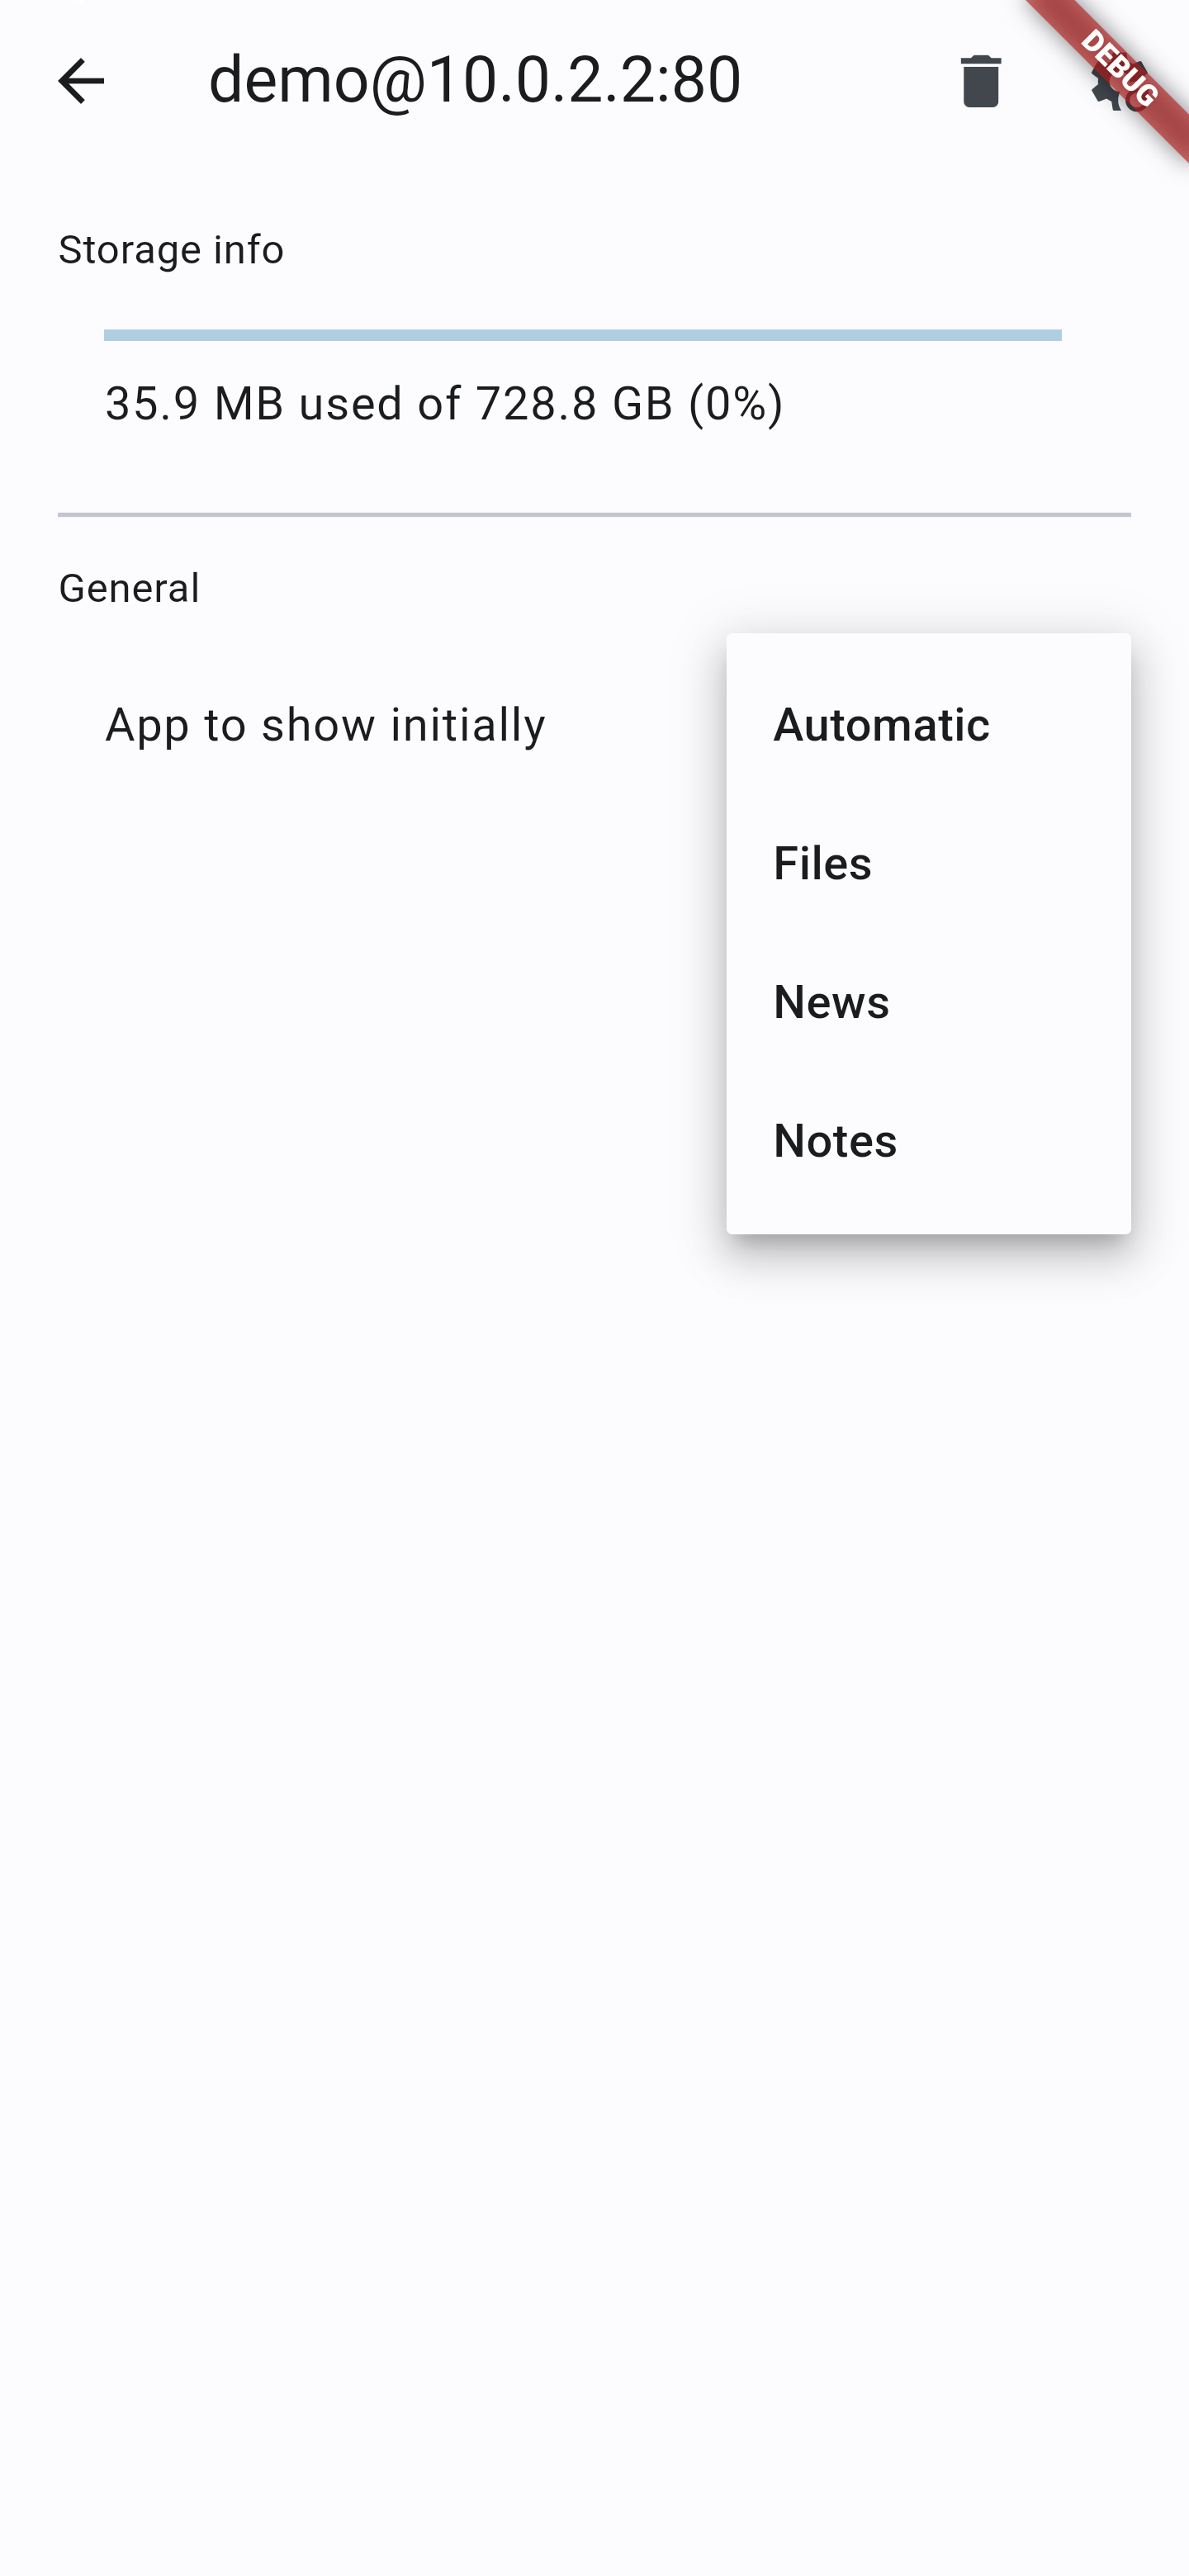 demo@10.0.2.2:80
DEBUG
Storage info
35.9 MB used of 728.8 GB (0%)
General
App to show initially
Automatic
Files
News
Notes